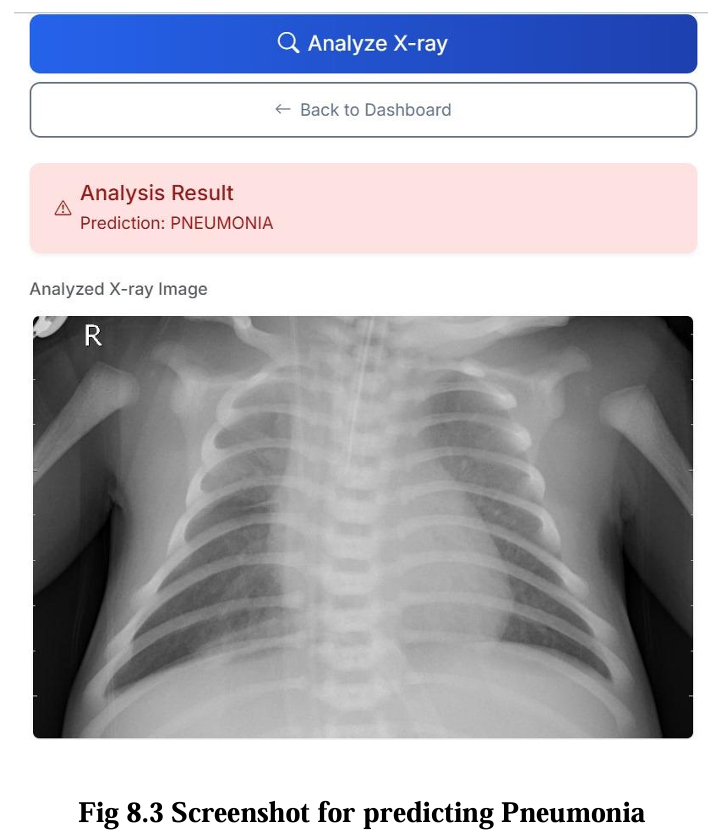 Analyze X-ray
← Back to Dashboard
Analysis Result
Prediction: PNEUMONIA
Analyzed X-ray Image
R
Fig 8.3 Screenshot for predicting Pneumonia